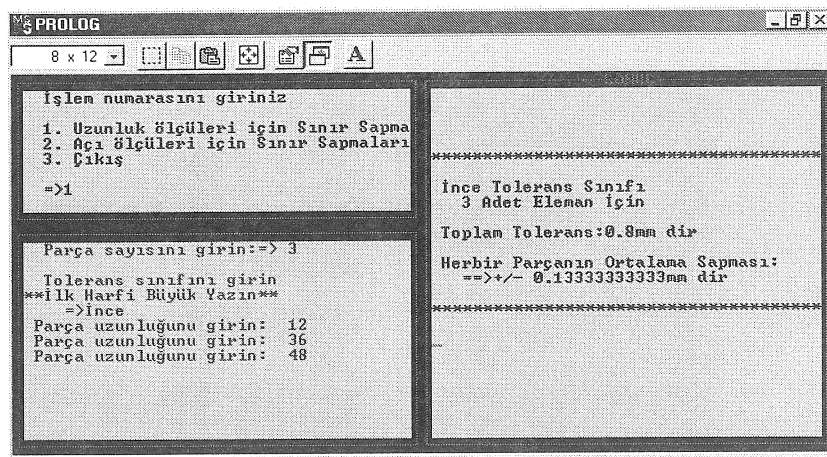 PROLOG
8 x 12
A
İşlem numarasını giriniz
1. Uzunluk ölçüleri için Sınır Sapma
2. Açı ölçüleri için Sınır Sapmaları
3. Çıkış
=>1
Parça sayısını girin:=> 3
Tolerans sınıfını girin
**İlk Harfi Büyük Yazın**
=>İnce
Parça uzunluğunu girin: 12
Parça uzunluğunu girin: 36
Parça uzunluğunu girin: 48
*****************************************
İnce Tolerans Sınıfı
3 Adet Eleman İçin
Toplam Tolerans:0.8mm dir
Herbir Parçanın Ortalama Sapması:
==>+/- 0.13333333333mm dir
*****************************************